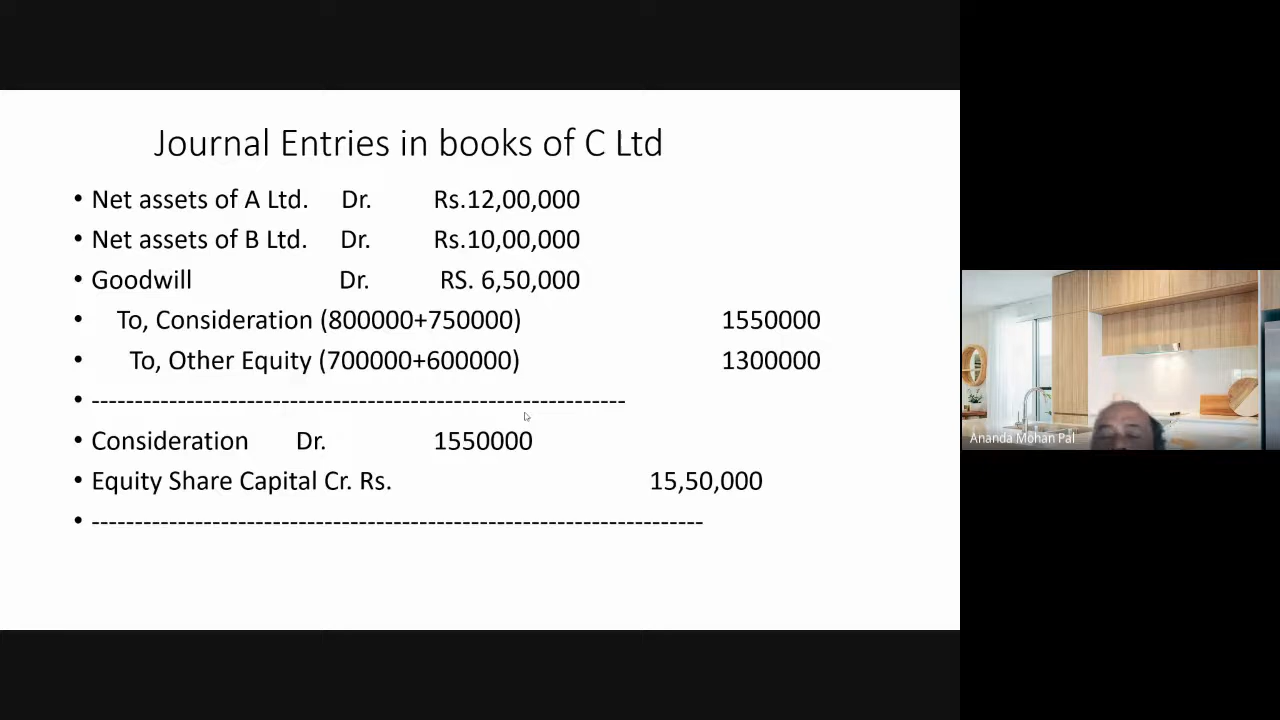 Journal Entries in books of C Ltd
• Net assets of A Ltd. Dr. Rs.12,00,000
• Net assets of B Ltd. Dr. Rs.10,00,000
• Goodwill Dr. RS. 6,50,000
• To, Consideration (800000+750000) 1550000
• To, Other Equity (700000+600000) 1300000
• --------------------------------------------------------------
• Consideration Dr. 1550000
• Equity Share Capital Cr. Rs. 15,50,000
• -----------------------------------------------------------------------
Ananda Mohan Pal